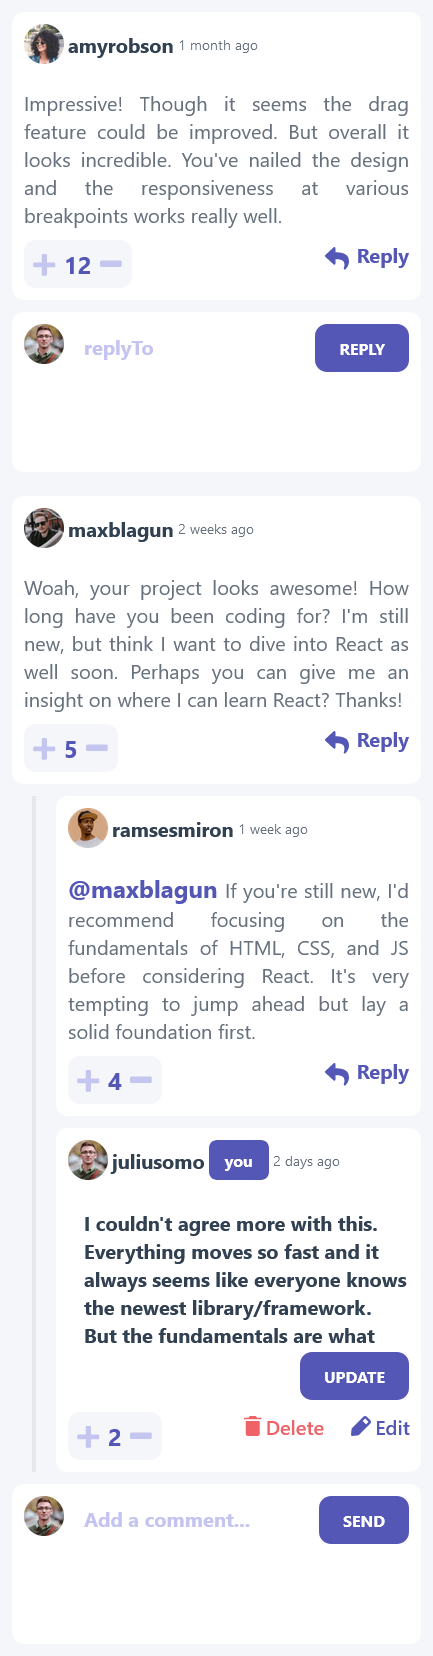 amyrobson 1 month ago
Impressive! Though it seems the drag
feature could be improved. But overall it
looks incredible. You've nailed the design
and the responsiveness at various
breakpoints works really well.
+ 12 − Reply
replyTo REPLY
maxblagun 2 weeks ago
Woah, your project looks awesome! How
long have you been coding for? I'm still
new, but think I want to dive into React as
well soon. Perhaps you can give me an
insight on where I can learn React? Thanks!
+ 5 − Reply
ramsesmiron 1 week ago
@maxblagun If you're still new, I'd
recommend focusing on the
fundamentals of HTML, CSS, and JS
before considering React. It's very
tempting to jump ahead but lay a
solid foundation first.
+ 4 − Reply
juliusomo you 2 days ago
I couldn't agree more with this.
Everything moves so fast and it
always seems like everyone knows
the newest library/framework.
But the fundamentals are what
UPDATE
+ 2 − Delete Edit
Add a comment... SEND